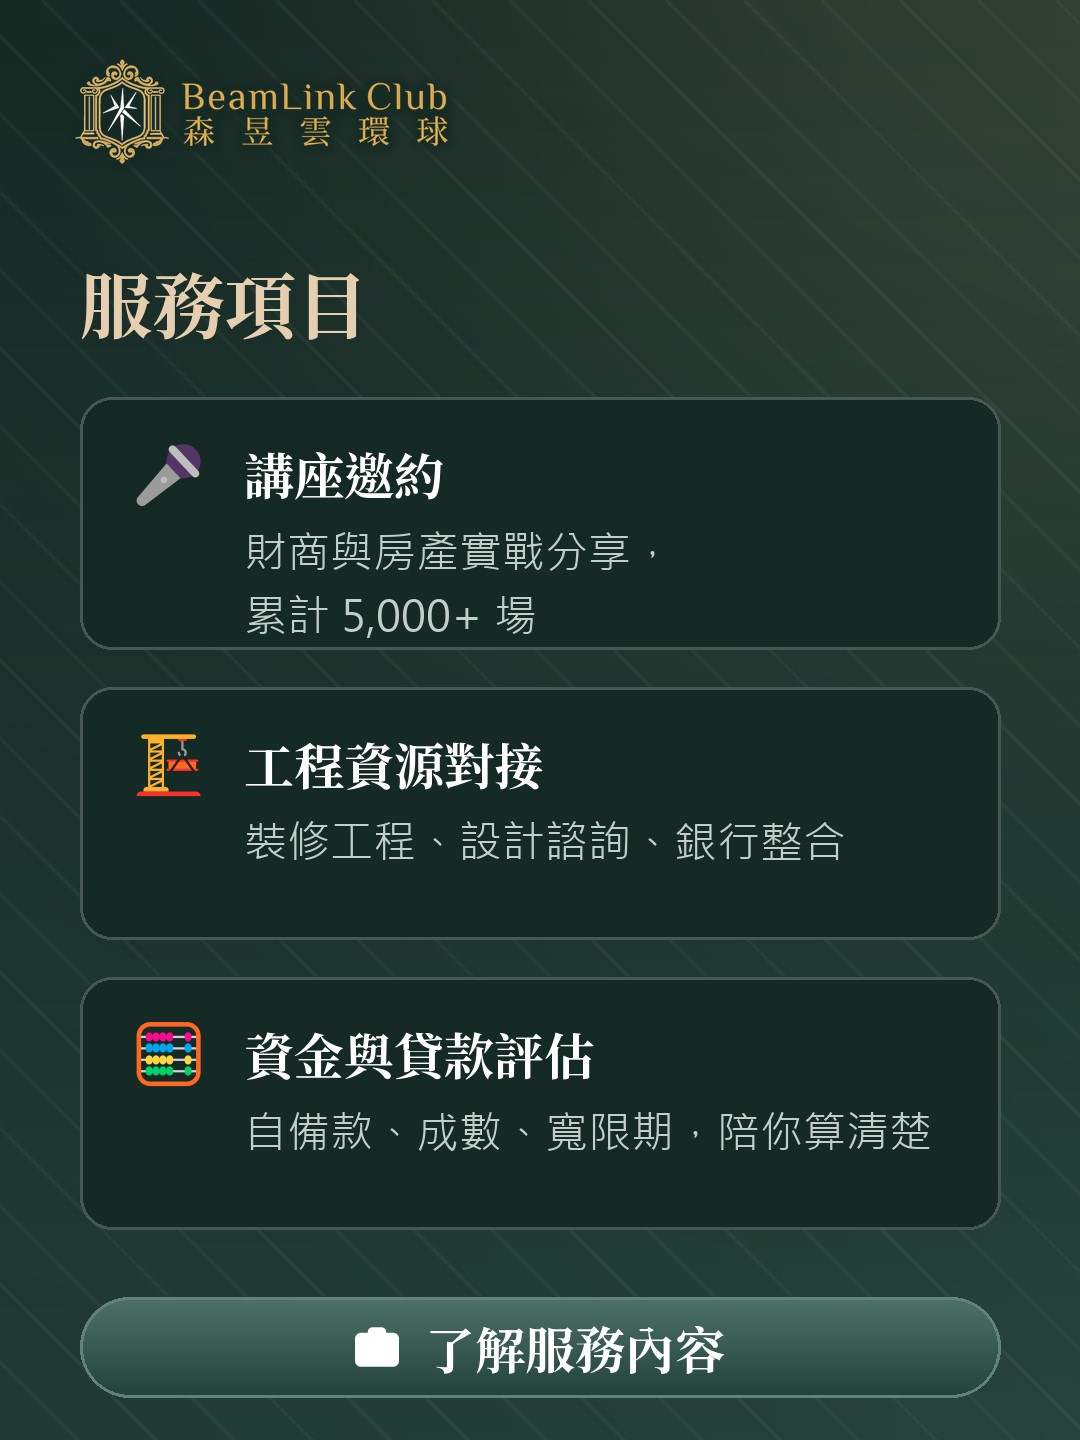 BeamLink Club
森昱雲環球
服務項目
講座邀約
財商與房產實戰分享，
累計 5,000+ 場
工程資源對接
裝修工程、設計諮詢、銀行整合
資金與貸款評估
自備款、成數、寬限期，陪你算清楚
了解服務內容